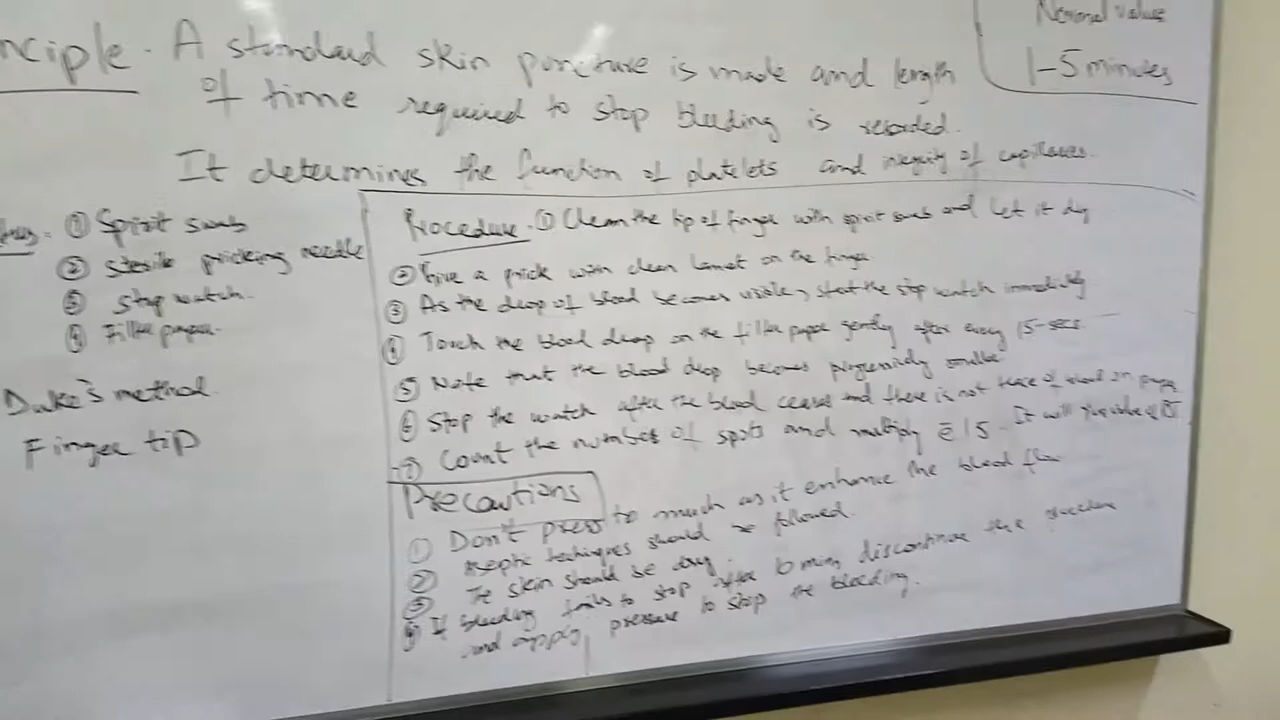 Normal value
1-5 minutes
nciple. A standard skin puncture is made and length
of time required to stop bleeding is recorded.
It determines the function of platelets and integrity of capillaries.
① Spirit swab
② Sterile pricking needle
③ Stop watch.
④ Filter paper.
Duke's method.
Finger tip
Procedure. ① Clean the tip of finger with spirit swab and let it dry
② Give a prick with clean lancet on the finger
③ As the drop of blood becomes visible, start the stop watch immediately
④ Touch the blood drop on the filter paper gently after every 15-secs.
⑤ Note that the blood drop becomes progressively smaller
⑥ Stop the watch after the blood ceases and there is not trace of blood on paper
⑦ Count the number of spots and multiply c̄ 15. It will the value of BT
Precautions
① Don't press to much as it enhance the blood flow
② Aseptic techniques should be followed.
③ The skin should be dry.
④ If bleeding fails to stop after 10 min, discontinue the
and apply pressure to stop the bleeding.